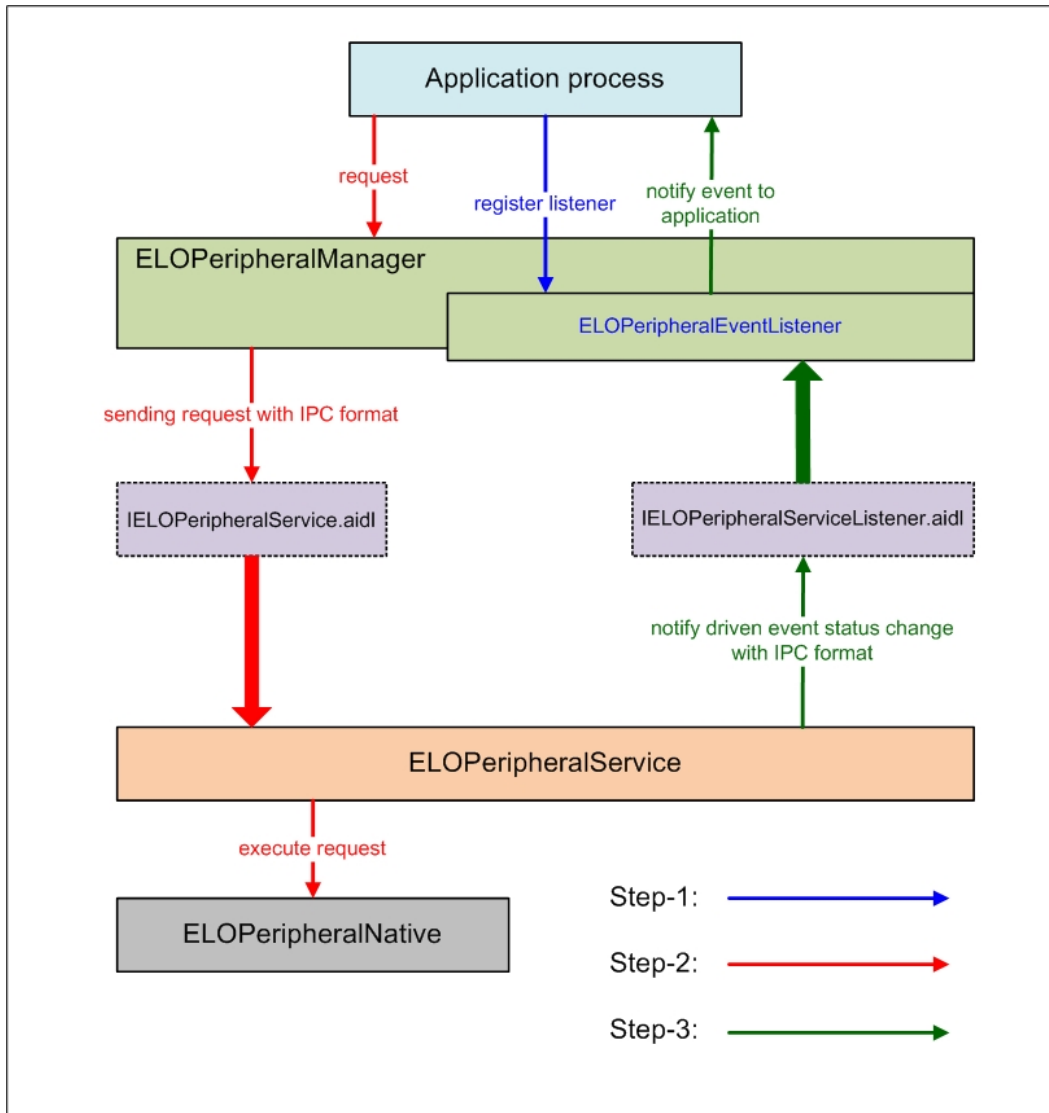 Application process
request
register listener
notify event to
application
ELOPeripheralManager
ELOPeripheralEventListener
sending request with IPC format
IELOPeripheralService.aidl
IELOPeripheralServiceListener.aidl
notify driven event status change
with IPC format
ELOPeripheralService
execute request
ELOPeripheralNative
Step-1:
Step-2:
Step-3: